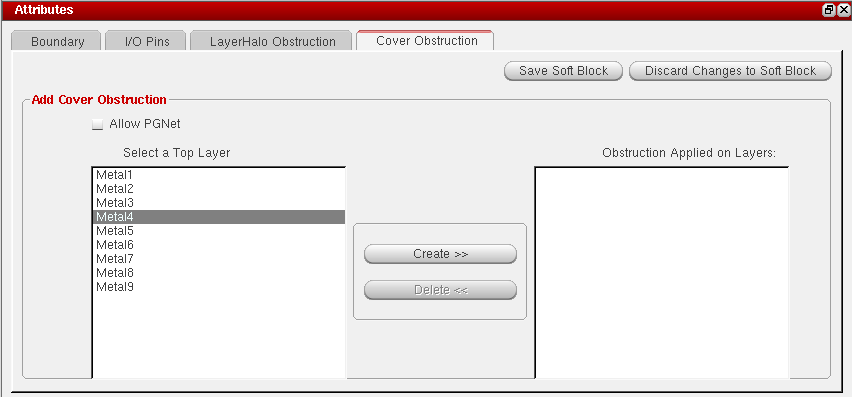 Attributes
Boundary I/O Pins LayerHalo Obstruction Cover Obstruction
Save Soft Block Discard Changes to Soft Block
Add Cover Obstruction
Allow PGNet
Select a Top Layer Obstruction Applied on Layers:
Metal1
Metal2
Metal3
Metal4
Metal5
Metal6
Metal7
Metal8
Metal9
Create >>
Delete <<